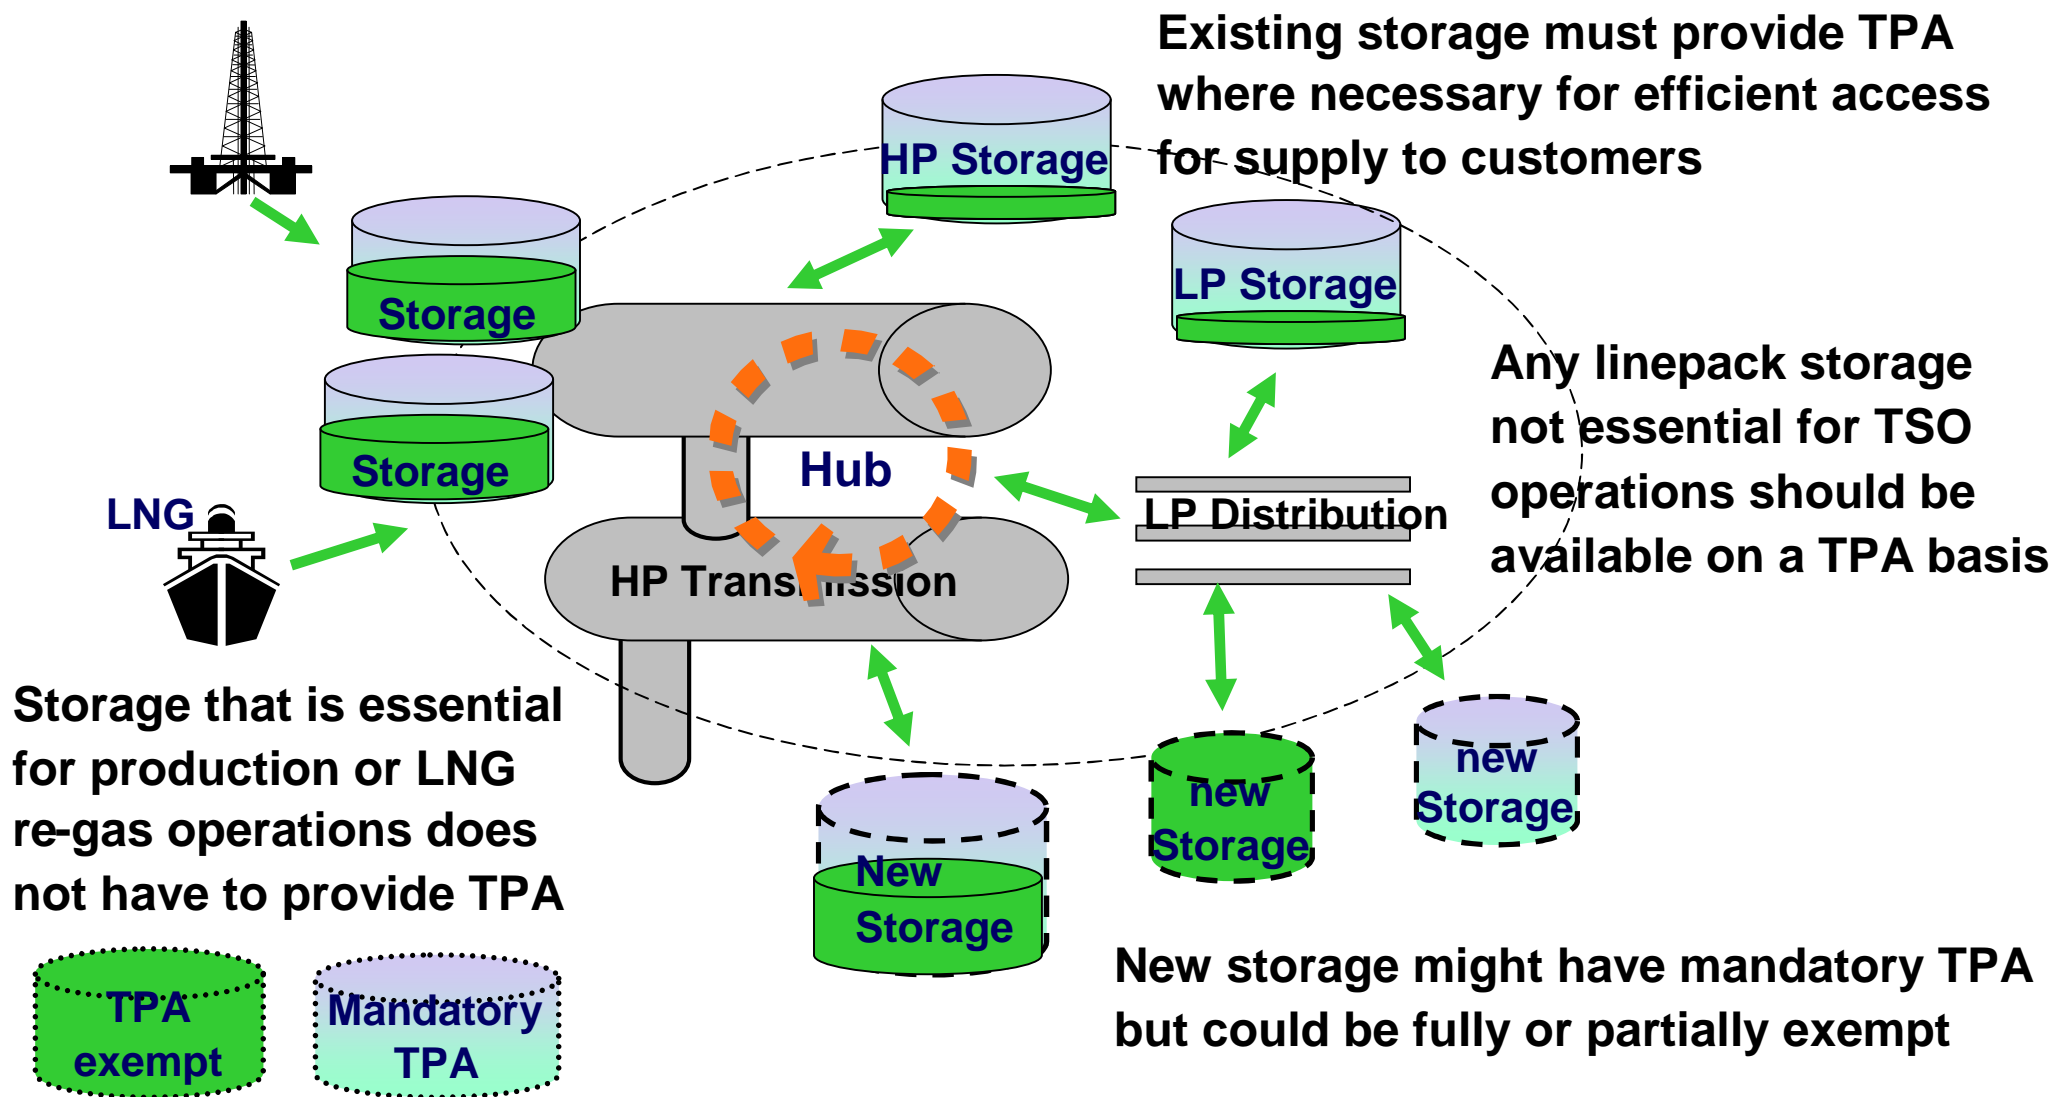 Existing storage must provide TPA
where necessary for efficient access
for supply to customers
HP Storage
LP Storage
Storage
Storage
Any linepack storage
not essential for TSO
operations should be
available on a TPA basis
Hub
LNG
LP Distribution
HP Transmission
Storage that is essential
for production or LNG
re-gas operations does
not have to provide TPA
new
Storage
new
Storage
New
Storage
New storage might have mandatory TPA
but could be fully or partially exempt
TPA
exempt
Mandatory
TPA